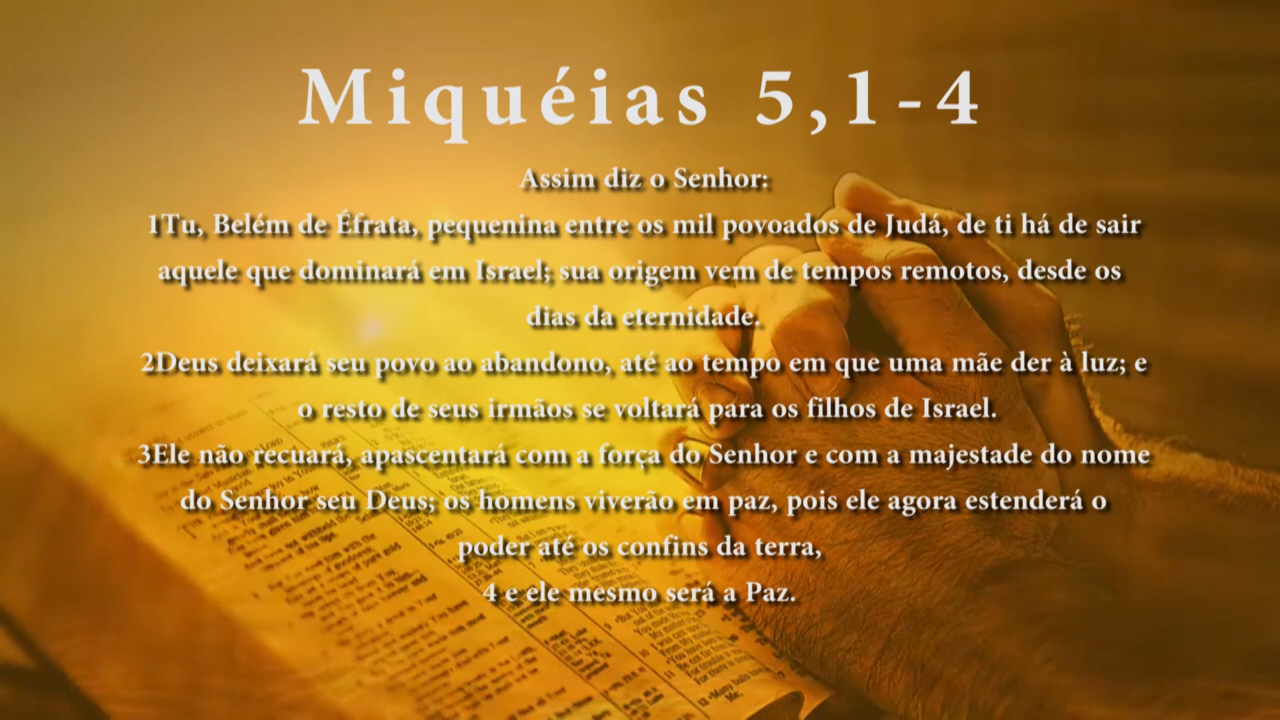 Miquéias 5,1-4
Assim diz o Senhor:
1Tu, Belém de Éfrata, pequenina entre os mil povoados de Judá, de ti há de sair
aquele que dominará em Israel; sua origem vem de tempos remotos, desde os
dias da eternidade.
2Deus deixará seu povo ao abandono, até ao tempo em que uma mãe der à luz; e
o resto de seus irmãos se voltará para os filhos de Israel.
3Ele não recuará, apascentará com a força do Senhor e com a majestade do nome
do Senhor seu Deus; os homens viverão em paz, pois ele agora estenderá o
poder até os confins da terra,
4 e ele mesmo será a Paz.